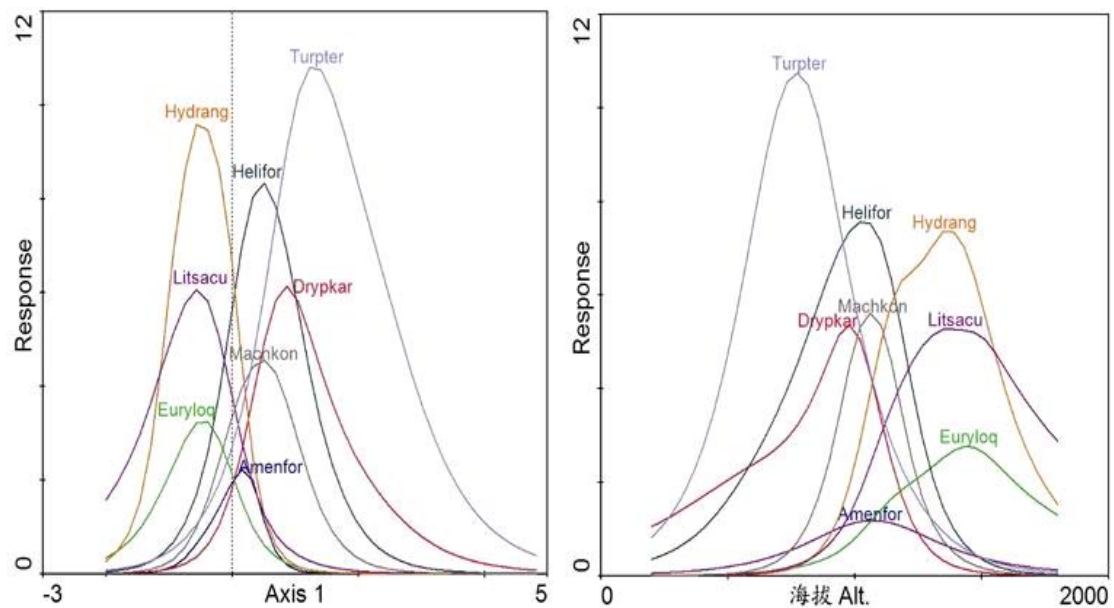 12
Response
0
Turpter
Hydrang
Helifor
Litsacu
Drypkar
Machkon
Euryloq
Amenfor
-3
Axis 1
5
12
Response
0
Turpter
Helifor
Hydrang
Machkon
Drypkar
Litsacu
Euryloq
Amenfor
0
海拔 Alt.
2000